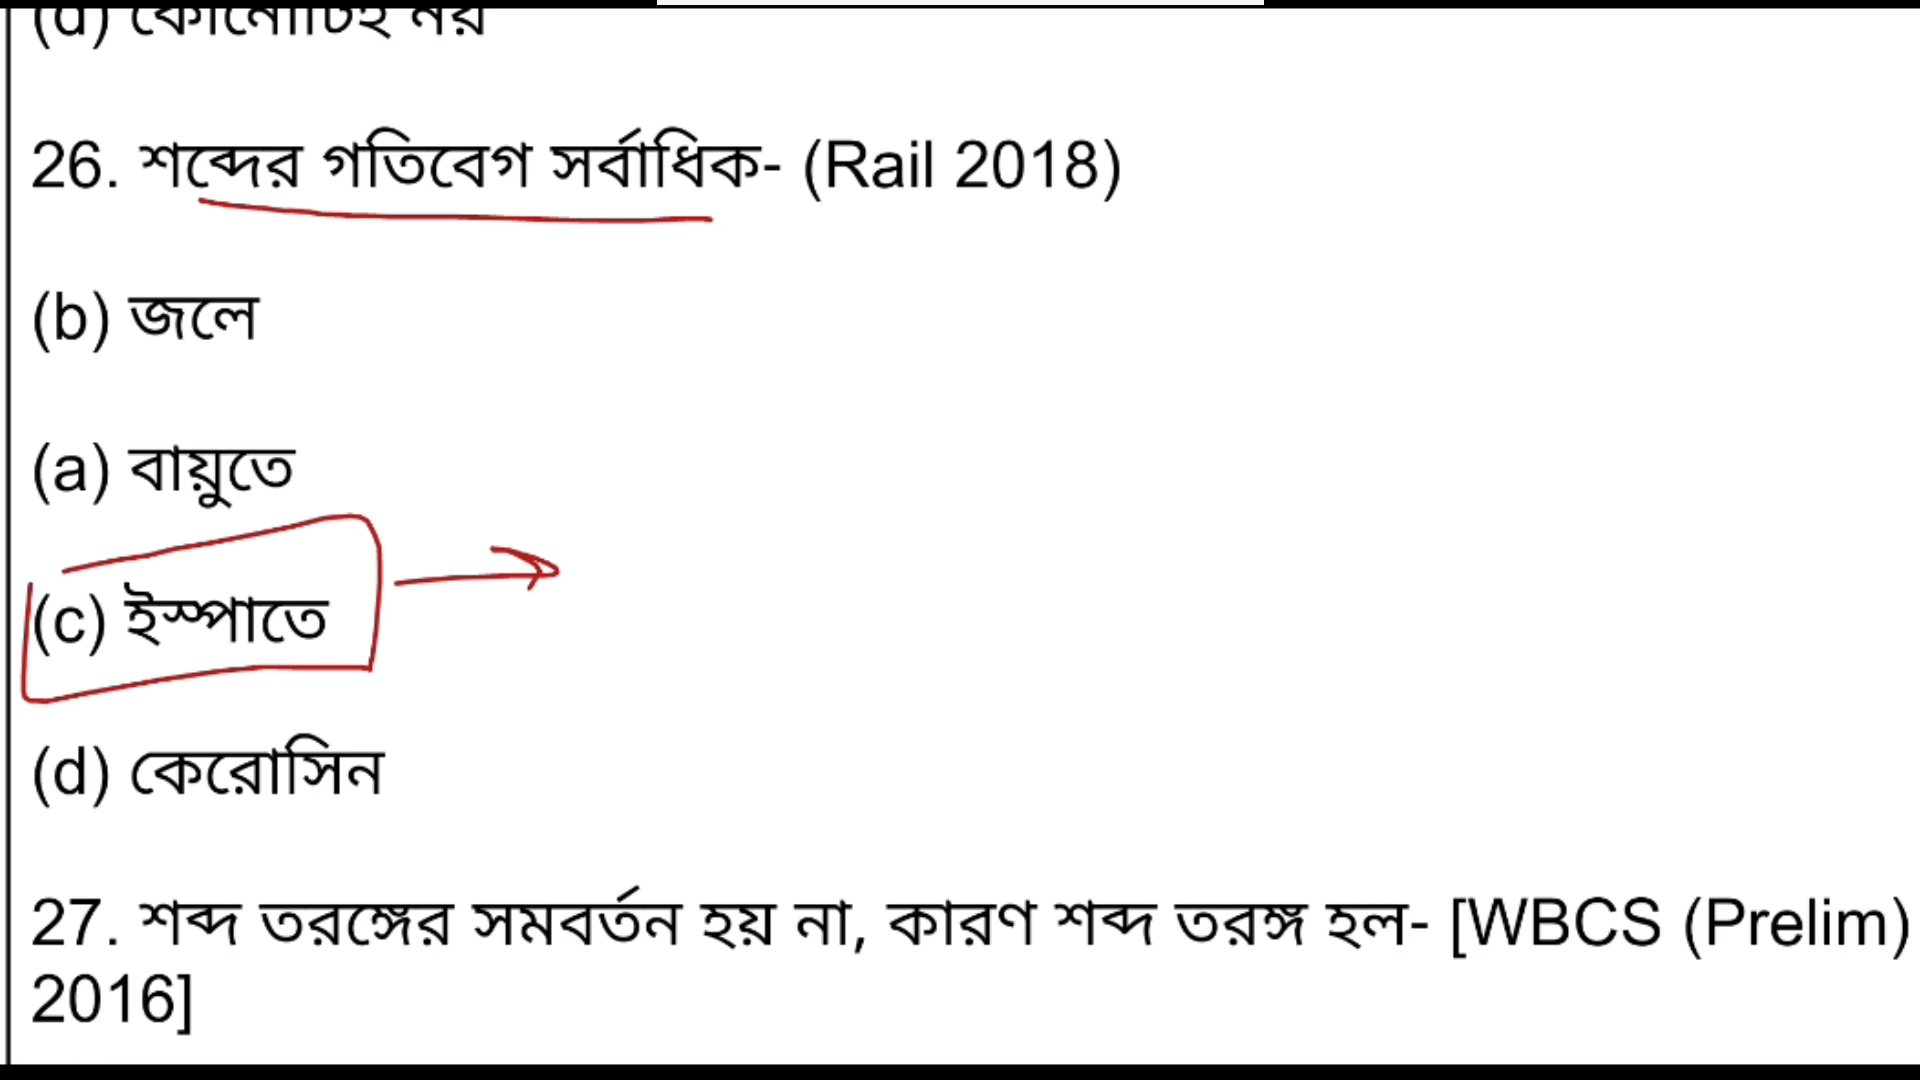 (d) কোনোটিই নয়
26. শব্দের গতিবেগ সর্বাধিক- (Rail 2018)
(b) জলে
(a) বায়ুতে
(c) ইস্পাতে
(d) কেরোসিন
27. শব্দ তরঙ্গের সমবর্তন হয় না, কারণ শব্দ তরঙ্গ হল- [WBCS (Prelim)
2016]